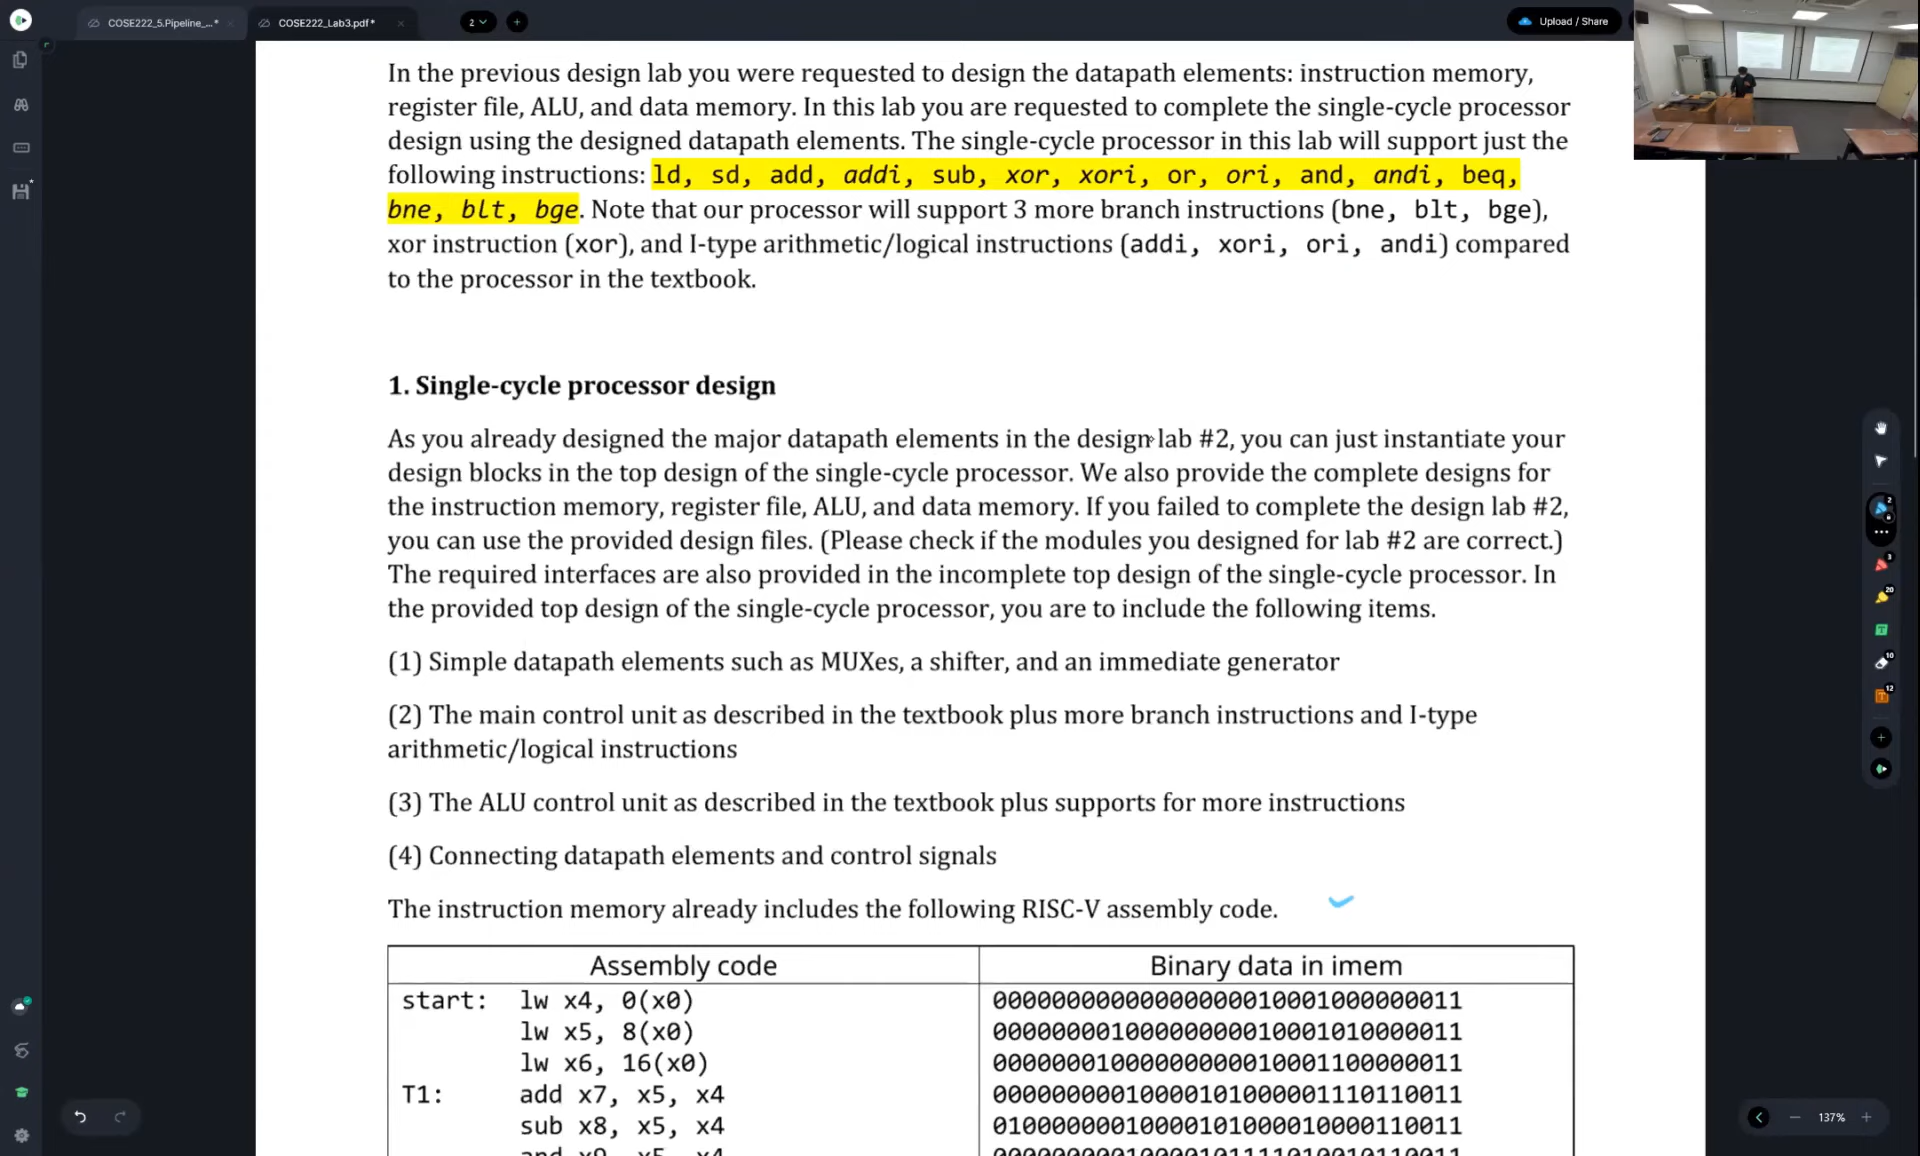 COSE222_5.Pipeline_...*
COSE222_Lab3.pdf*
2
Upload / Share
In the previous design lab you were requested to design the datapath elements: instruction memory,
register file, ALU, and data memory. In this lab you are requested to complete the single-cycle processor
design using the designed datapath elements. The single-cycle processor in this lab will support just the
following instructions: ld, sd, add, addi, sub, xor, xori, or, ori, and, andi, beq,
bne, blt, bge. Note that our processor will support 3 more branch instructions (bne, blt, bge),
xor instruction (xor), and I-type arithmetic/logical instructions (addi, xori, ori, andi) compared
to the processor in the textbook.
1. Single-cycle processor design
As you already designed the major datapath elements in the design lab #2, you can just instantiate your
design blocks in the top design of the single-cycle processor. We also provide the complete designs for
the instruction memory, register file, ALU, and data memory. If you failed to complete the design lab #2,
you can use the provided design files. (Please check if the modules you designed for lab #2 are correct.)
The required interfaces are also provided in the incomplete top design of the single-cycle processor. In
the provided top design of the single-cycle processor, you are to include the following items.
(1) Simple datapath elements such as MUXes, a shifter, and an immediate generator
(2) The main control unit as described in the textbook plus more branch instructions and I-type
arithmetic/logical instructions
(3) The ALU control unit as described in the textbook plus supports for more instructions
(4) Connecting datapath elements and control signals
The instruction memory already includes the following RISC-V assembly code.
Assembly code Binary data in imem
start: lw x4, 0(x0) 00000000000000000010001000000011
lw x5, 8(x0) 00000000100000000010001010000011
lw x6, 16(x0) 00000001000000000010001100000011
T1: add x7, x5, x4 00000000010000101000001110110011
sub x8, x5, x4 01000000010000101000010000110011
and x9, x5, x4 00000000010000101111010010110011
2
3
20
10
12
137%